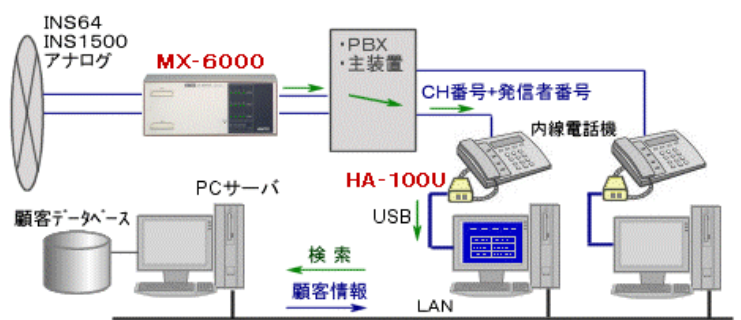 INS64
INS1500
アナログ
MX-6000
・PBX
・主装置
CH番号+発信者番号
内線電話機
HA-100U
PCサーバ
USB
顧客データベース
検索
顧客情報
LAN